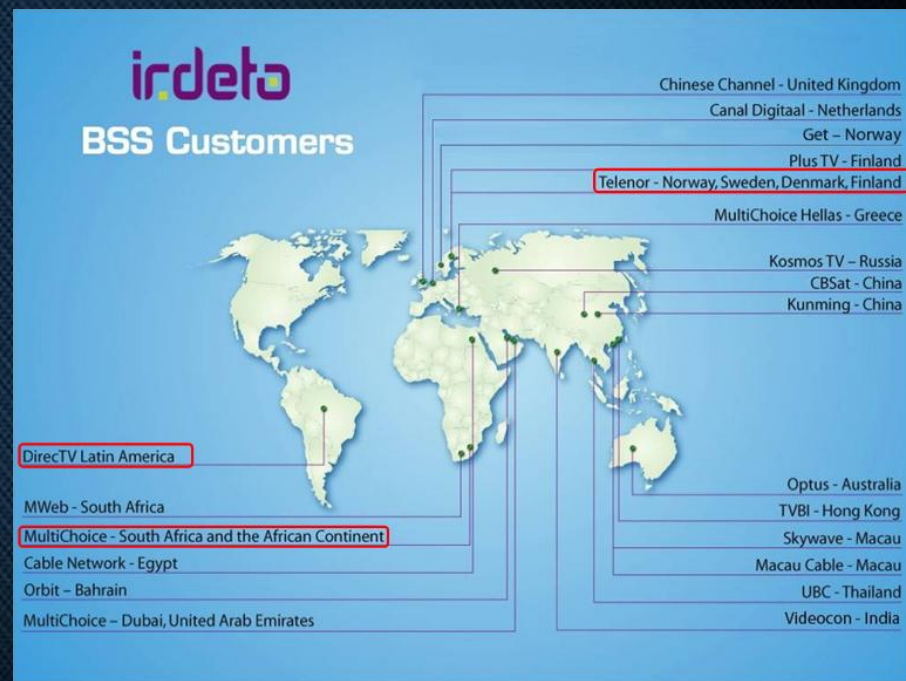 irdeto
BSS Customers
Chinese Channel - United Kingdom
Canal Digitaal - Netherlands
Get – Norway
Plus TV - Finland
Telenor - Norway, Sweden, Denmark, Finland
MultiChoice Hellas - Greece
Kosmos TV – Russia
CBSat - China
Kunming - China
DirecTV Latin America
MWeb - South Africa
MultiChoice - South Africa and the African Continent
Cable Network - Egypt
Orbit – Bahrain
MultiChoice – Dubai, United Arab Emirates
Optus - Australia
TVBI - Hong Kong
Skywave - Macau
Macau Cable - Macau
UBC - Thailand
Videocon - India